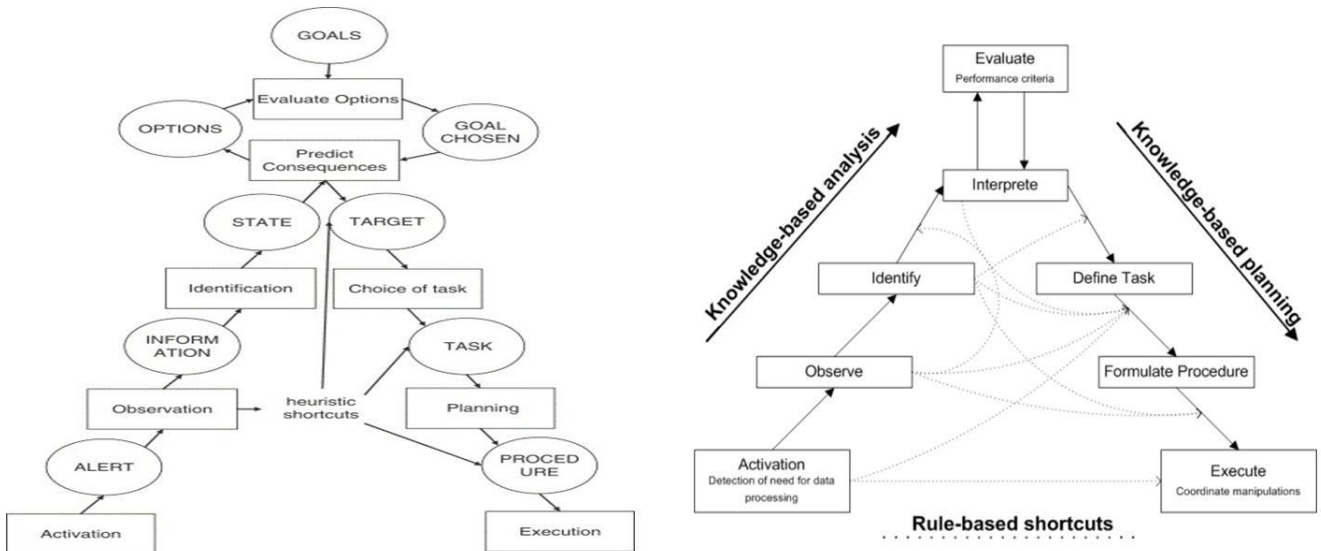 GOALS
Evaluate Options
OPTIONS
GOAL
CHOSEN
Predict
Consequences
STATE
TARGET
Identification
Choice of task
INFORM
ATION
TASK
Observation
heuristic
shortcuts
Planning
ALERT
PROCED
URE
Activation
Execution
Evaluate
Performance criteria
Knowledge-based analysis
Knowledge-based planning
Interprete
Identify
Define Task
Observe
Formulate Procedure
Activation
Detection of need for data
processing
Execute
Coordinate manipulations
Rule-based shortcuts